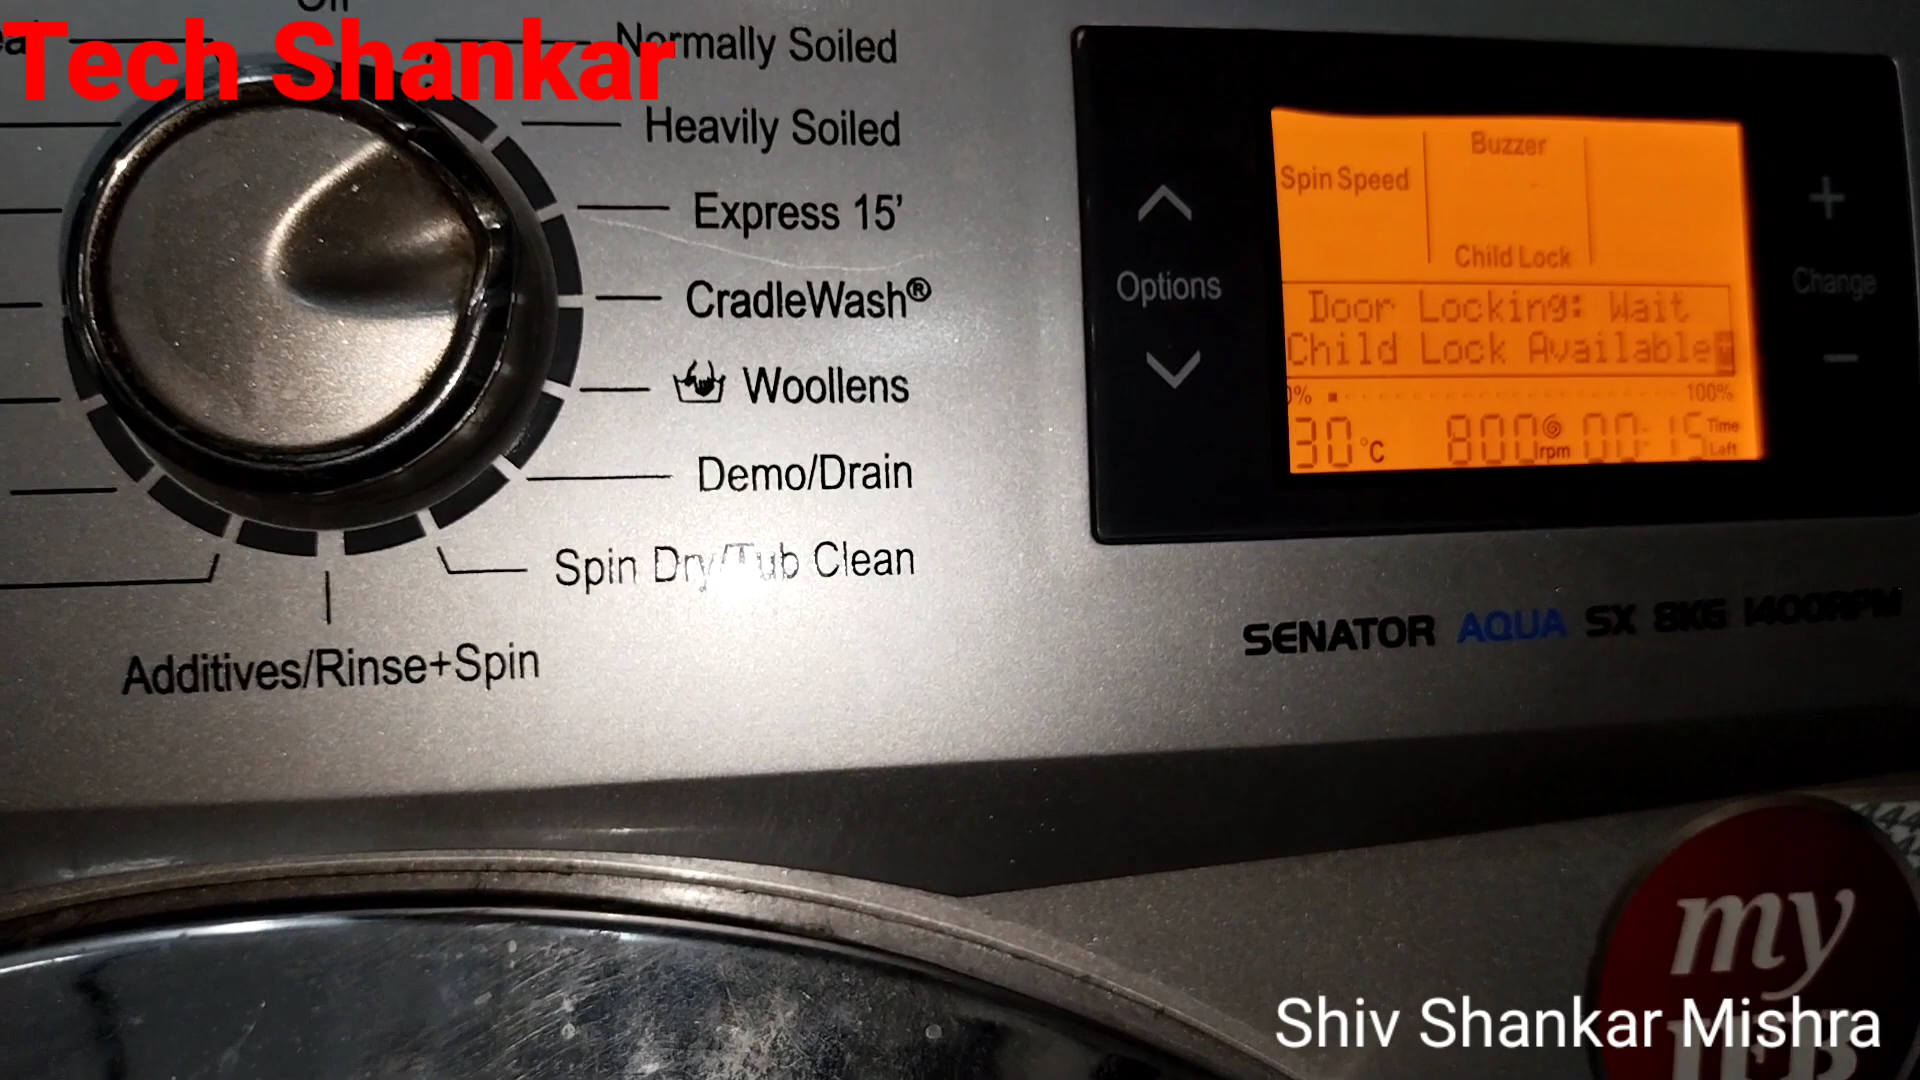 Tech Shankar
Normally Soiled
Heavily Soiled
Express 15'
CradleWash®
Woollens
Demo/Drain
Spin Dry/Tub Clean
Additives/Rinse+Spin
Options
Spin Speed
Buzzer
Child Lock
Door Locking: Wait
Child Lock Available
0% 100%
30°C 800 rpm 00:15 Time Left
+
Change
−
SENATOR AQUA SX 8KG 1400RPM
my
IFB
Shiv Shankar Mishra